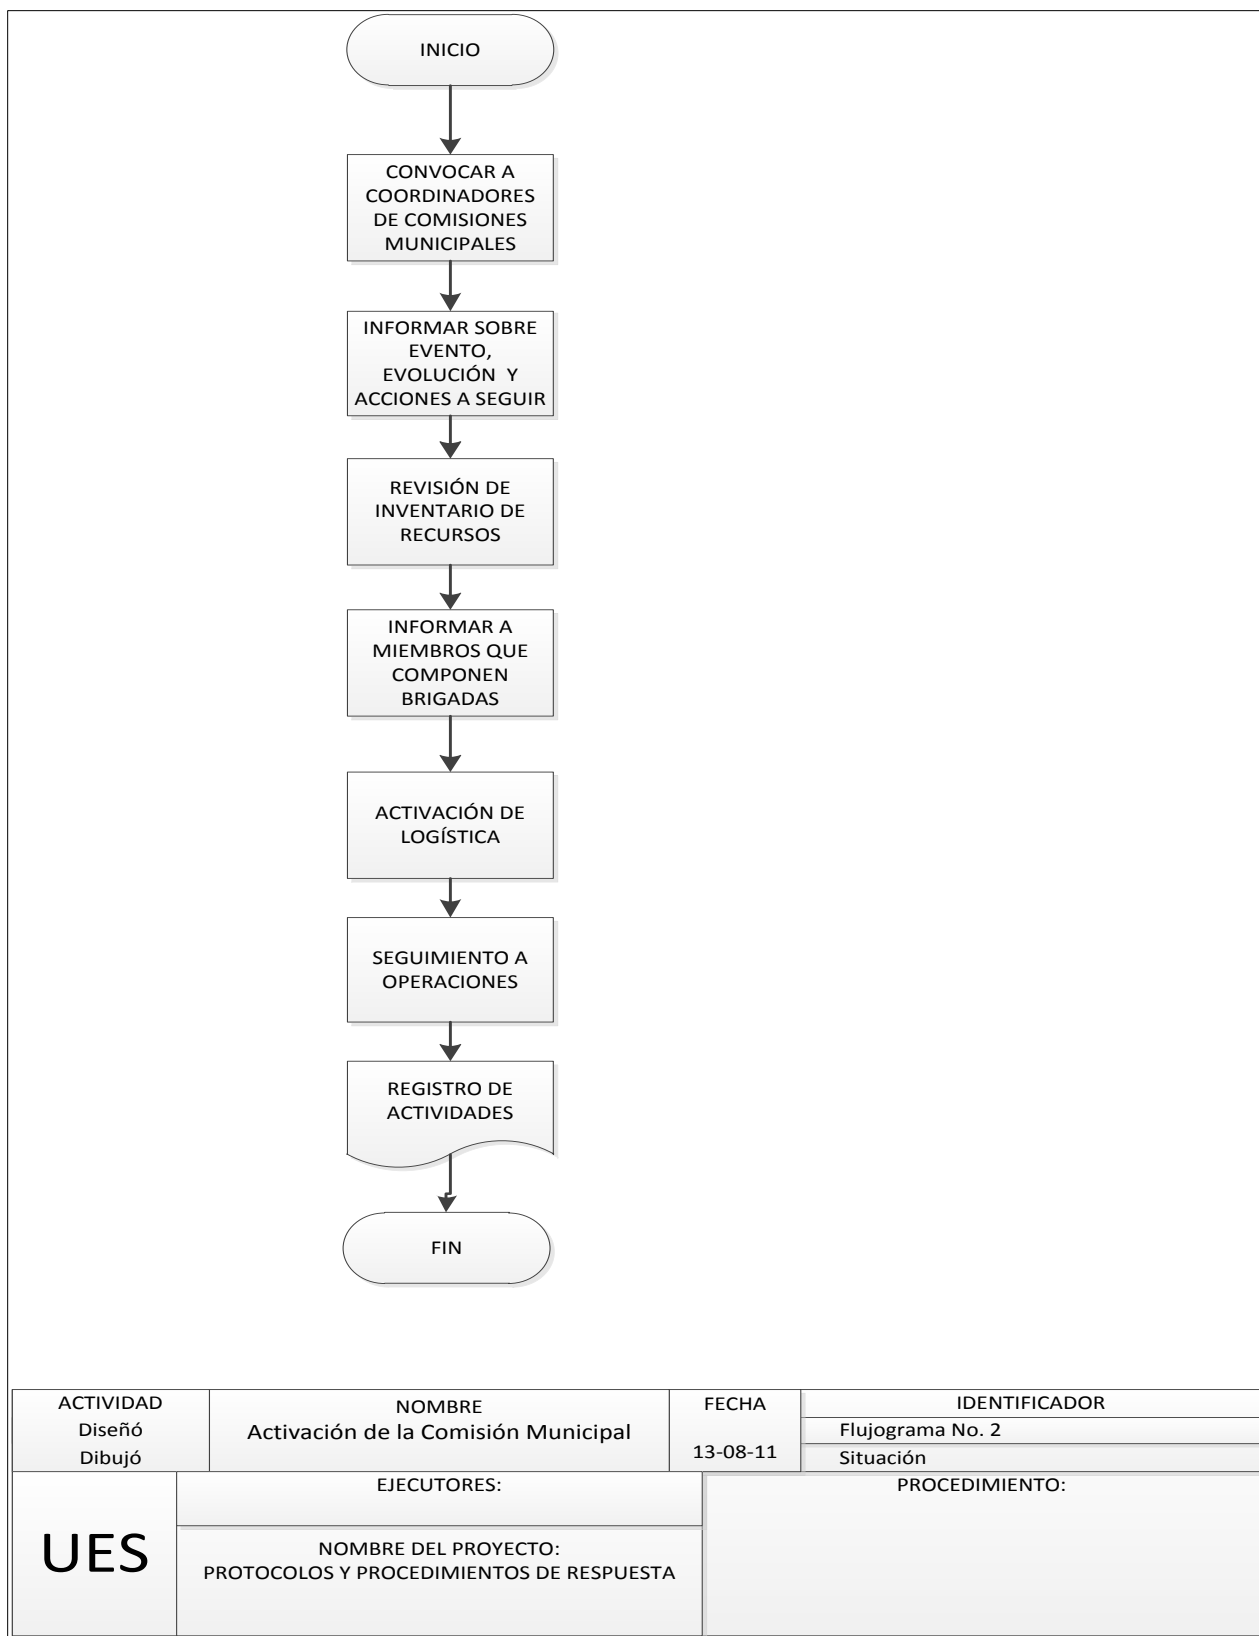 INICIO
CONVOCAR A
COORDINADORES
DE COMISIONES
MUNICIPALES
INFORMAR SOBRE
EVENTO,
EVOLUCIÓN Y
ACCIONES A SEGUIR
REVISIÓN DE
INVENTARIO DE
RECURSOS
INFORMAR A
MIEMBROS QUE
COMPONEN
BRIGADAS
ACTIVACIÓN DE
LOGÍSTICA
SEGUIMIENTO A
OPERACIONES
REGISTRO DE
ACTIVIDADES
FIN
ACTIVIDAD
Diseñó
Dibujó
NOMBRE
Activación de la Comisión Municipal
FECHA
13-08-11
IDENTIFICADOR
Flujograma No. 2
Situación
UES
EJECUTORES:
NOMBRE DEL PROYECTO:
PROTOCOLOS Y PROCEDIMIENTOS DE RESPUESTA
PROCEDIMIENTO: